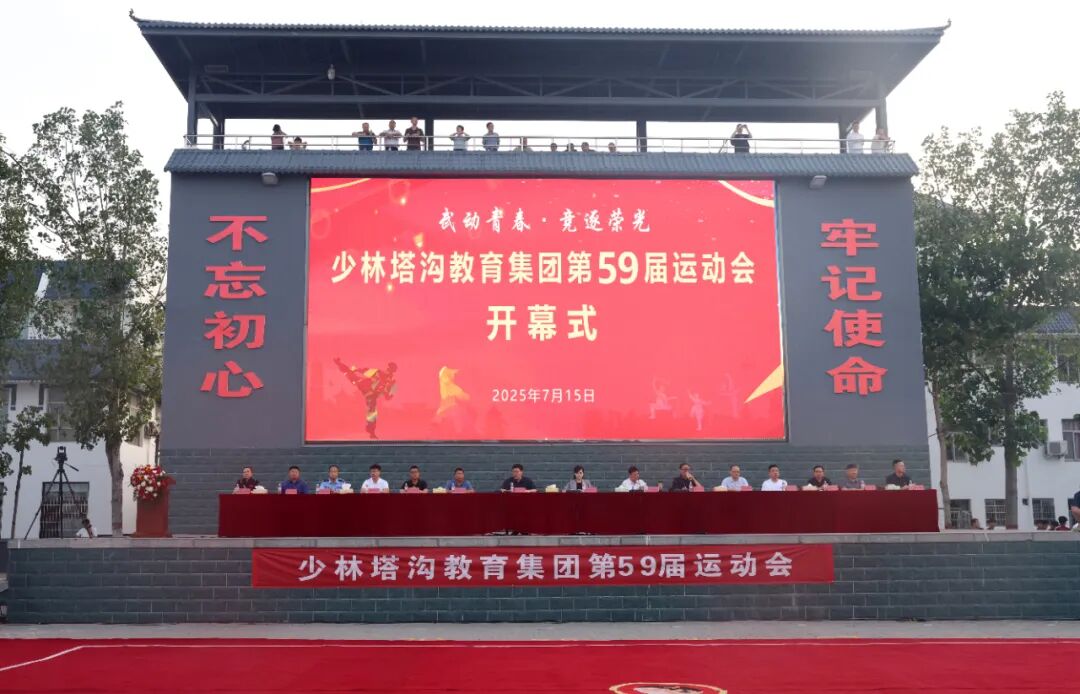 武动青春·竞逐荣光
少林塔沟教育集团第59届运动会
开幕式
2025年7月15日
不忘初心
牢记使命
少林塔沟教育集团第59届运动会